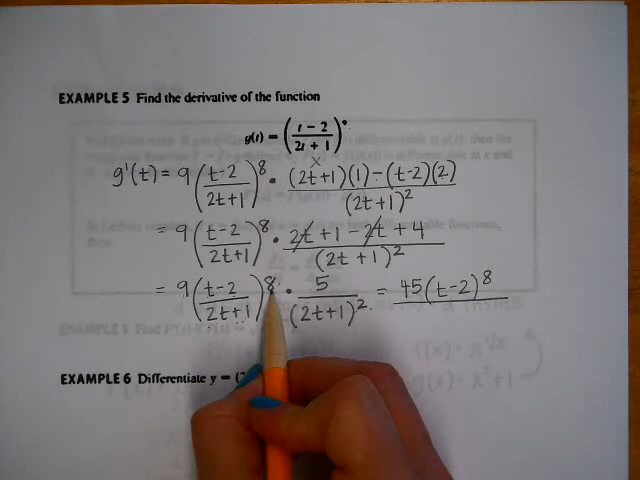 EXAMPLE 5 Find the derivative of the function
g(t) = ((t − 2)/(2t + 1))
x
g'(t) = 9((t-2)/(2t+1))^8 · ((2t+1)(1)-(t-2)(2))/(2t+1)^2
= 9((t-2)/(2t+1))^8 · (2t+1-2t+4)/(2t+1)^2
= 9((t-2)/(2t+1))^8 · 5/(2t+1)^2 = 45(t-2)^8
EXAMPLE 6 Differentiate y = (